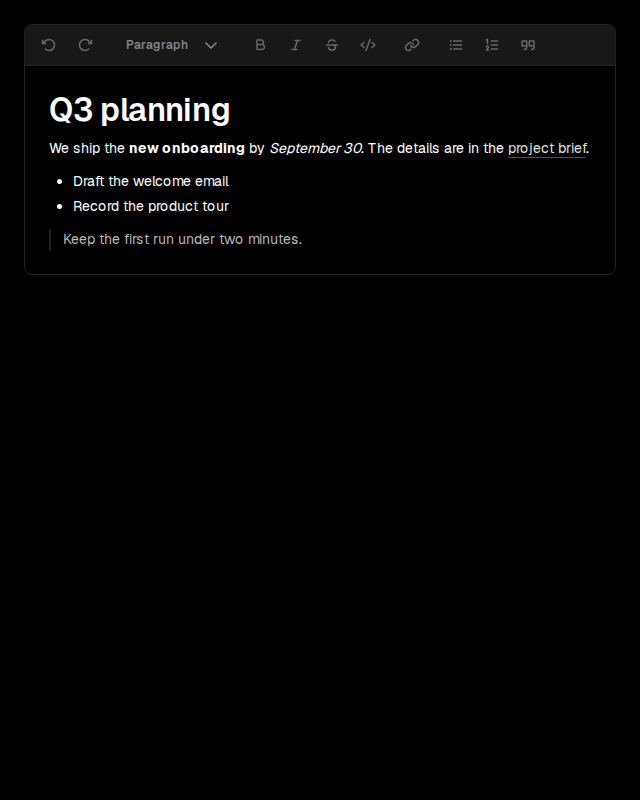 Paragraph
Q3 planning
We ship the new onboarding by September 30. The details are in the project brief.
Draft the welcome email
Record the product tour
Keep the first run under two minutes.